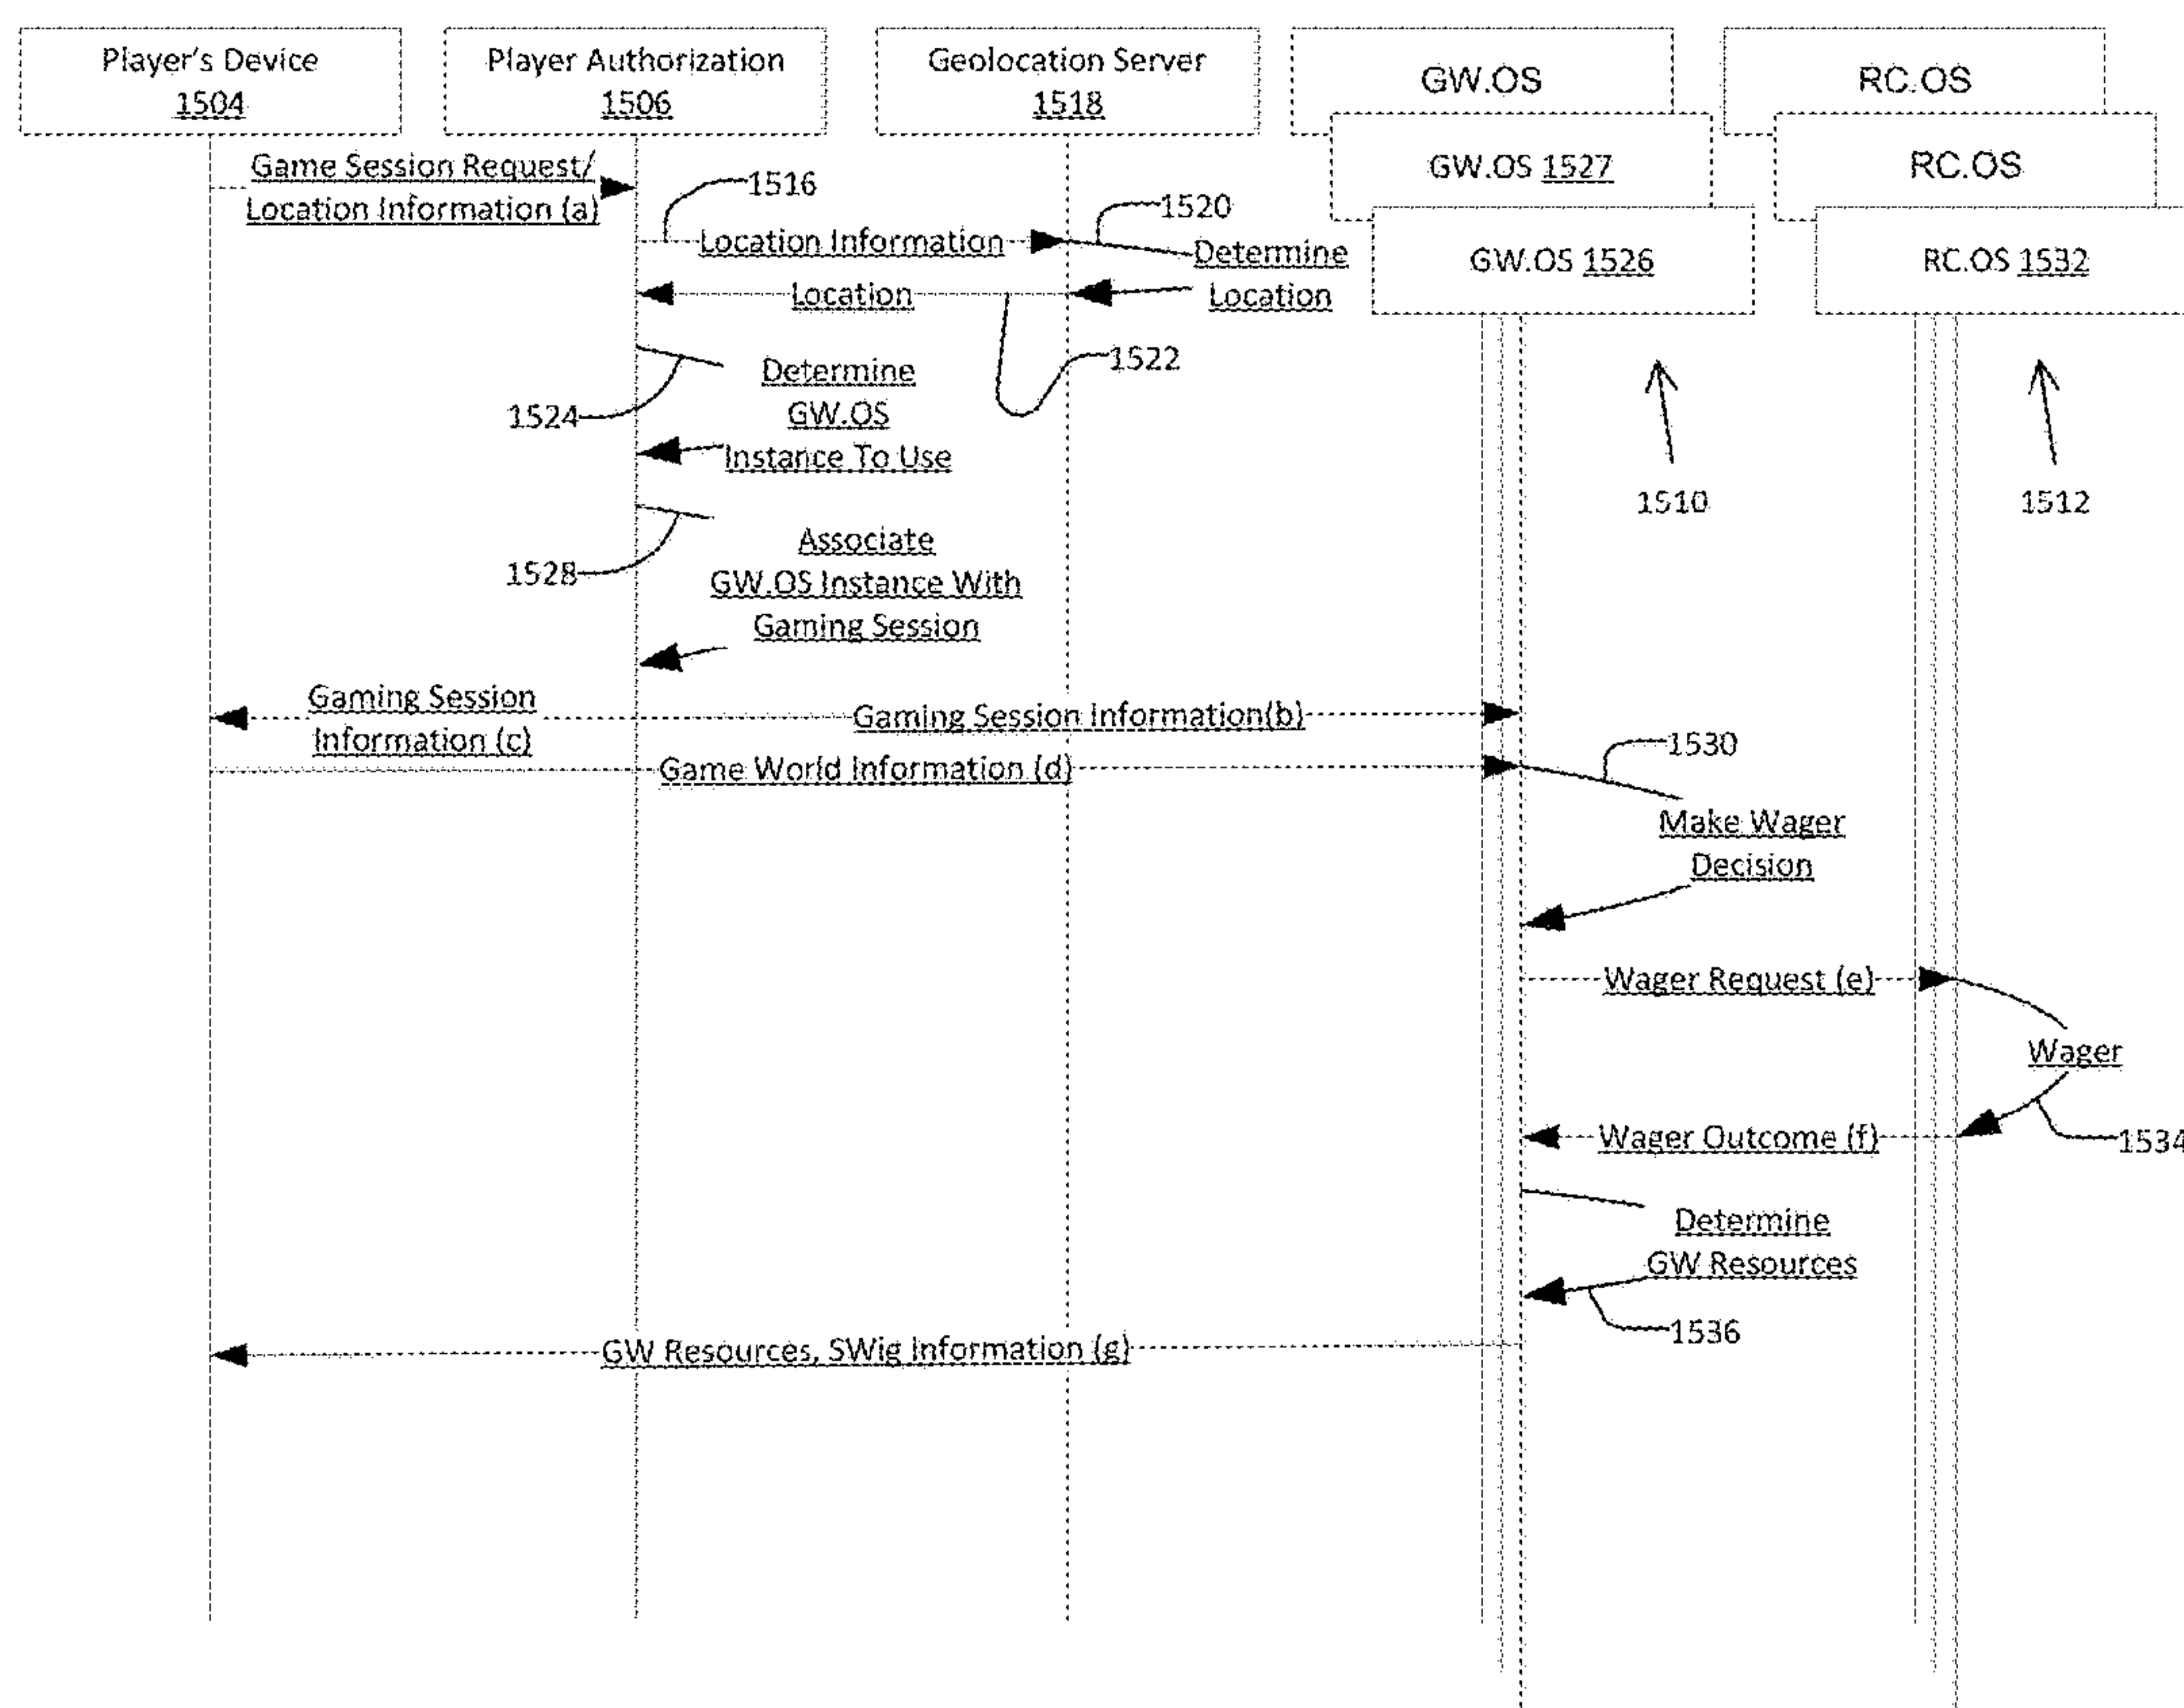 Player's Device
1504
Player Authorization
1506
Geolocation Server
1518
GW.OS
GW.OS 1527
GW.OS 1526
RC.OS
RC.OS
RC.OS 1532
Game Session Request/
Location Information (a)
1516
Location Information
1520
Determine
Location
Location
1522
Determine
GW.OS
Instance To Use
1524
1510
1512
Associate
GW.OS Instance With
Gaming Session
1528
Gaming Session
Information (c)
Gaming Session Information(b)
Game World Information (d)
1530
Make Wager
Decision
Wager Request (e)
Wager
Wager Outcome (f)
1534
Determine
GW Resources
1536
GW Resources, SWig Information (g)